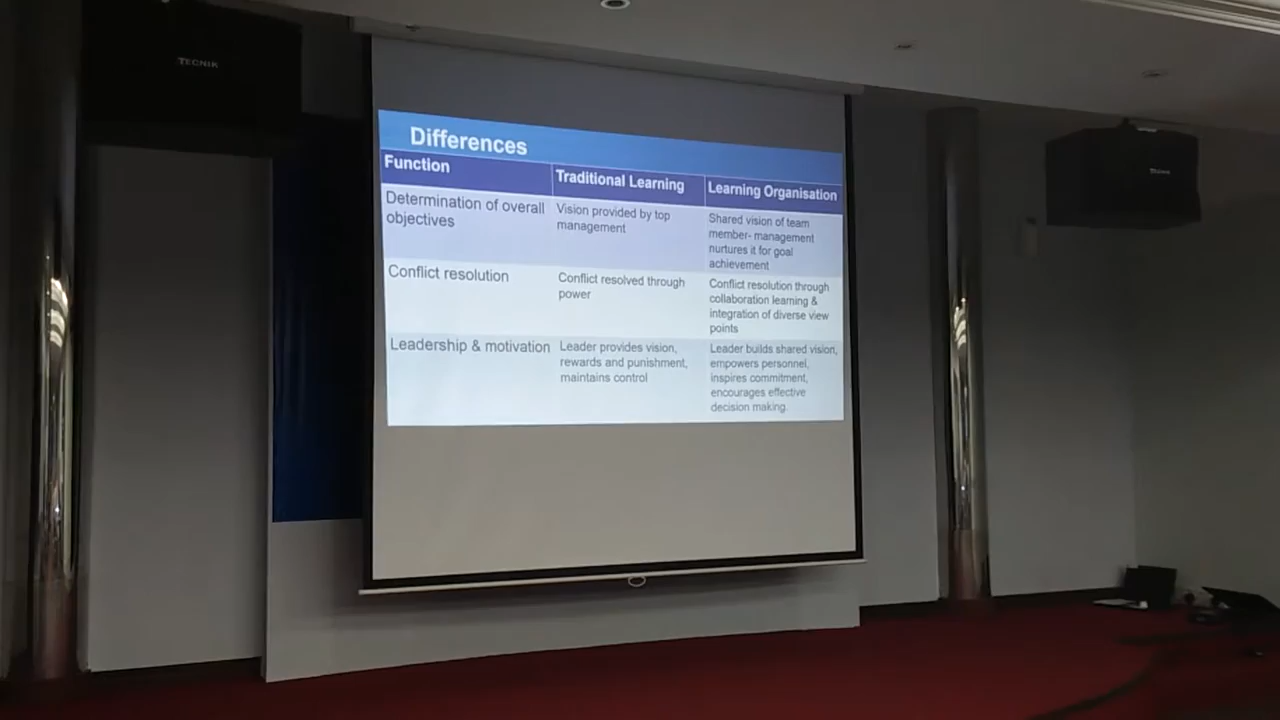 TECNIK
Differences
Function
Traditional Learning
Learning Organisation
Determination of overall
objectives
Vision provided by top
management
Shared vision of team
member- management
nurtures it for goal
achievement
Conflict resolution
Conflict resolved through
power
Conflict resolution through
collaboration learning &
integration of diverse view
points
Leadership & motivation
Leader provides vision,
rewards and punishment,
maintains control
Leader builds shared vision,
empowers personnel,
inspires commitment,
encourages effective
decision making.
TECNIK